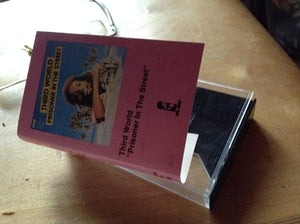 THIRD WORLD
PRISONER IN THE STREET
Third World
"Prisoner In The Street"